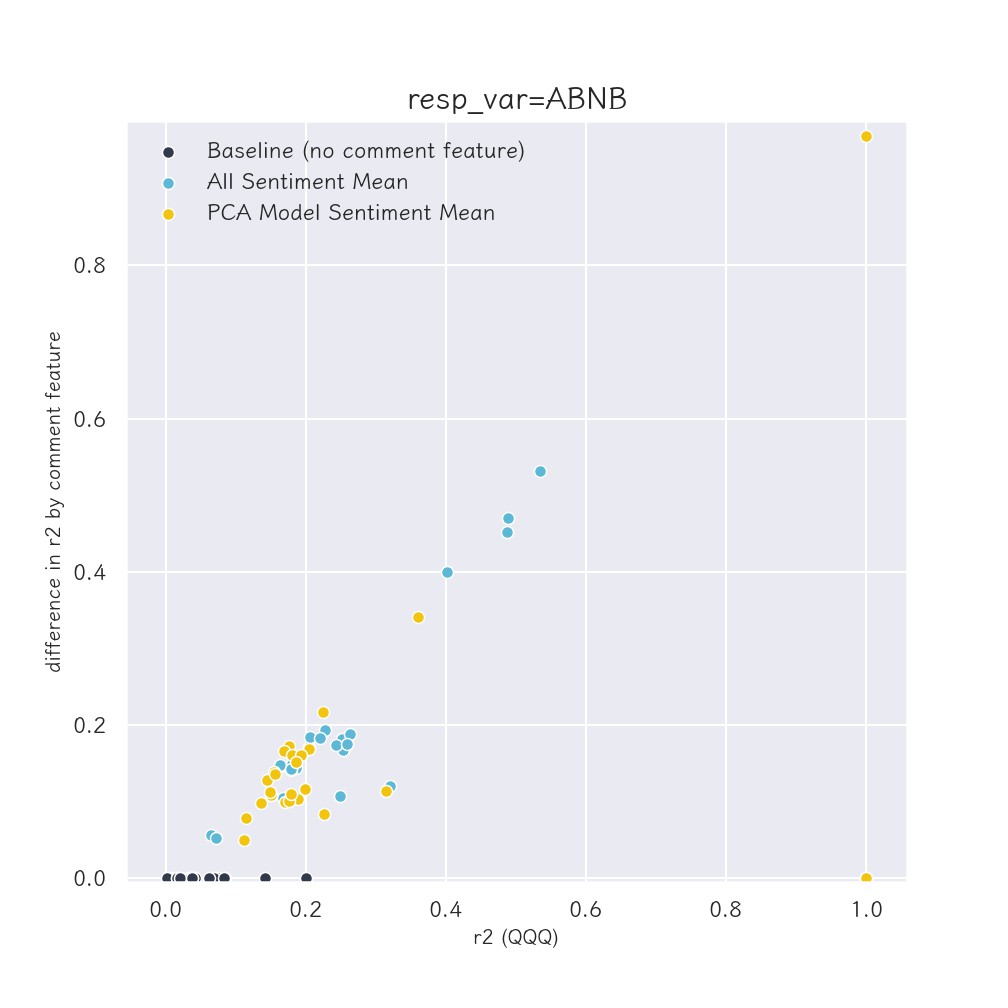 resp_var=ABNB
Baseline (no comment feature)
All Sentiment Mean
PCA Model Sentiment Mean
difference in r2 by comment feature
0.8
0.6
0.4
0.2
0.0
0.0 0.2 0.4 0.6 0.8 1.0
r2 (QQQ)